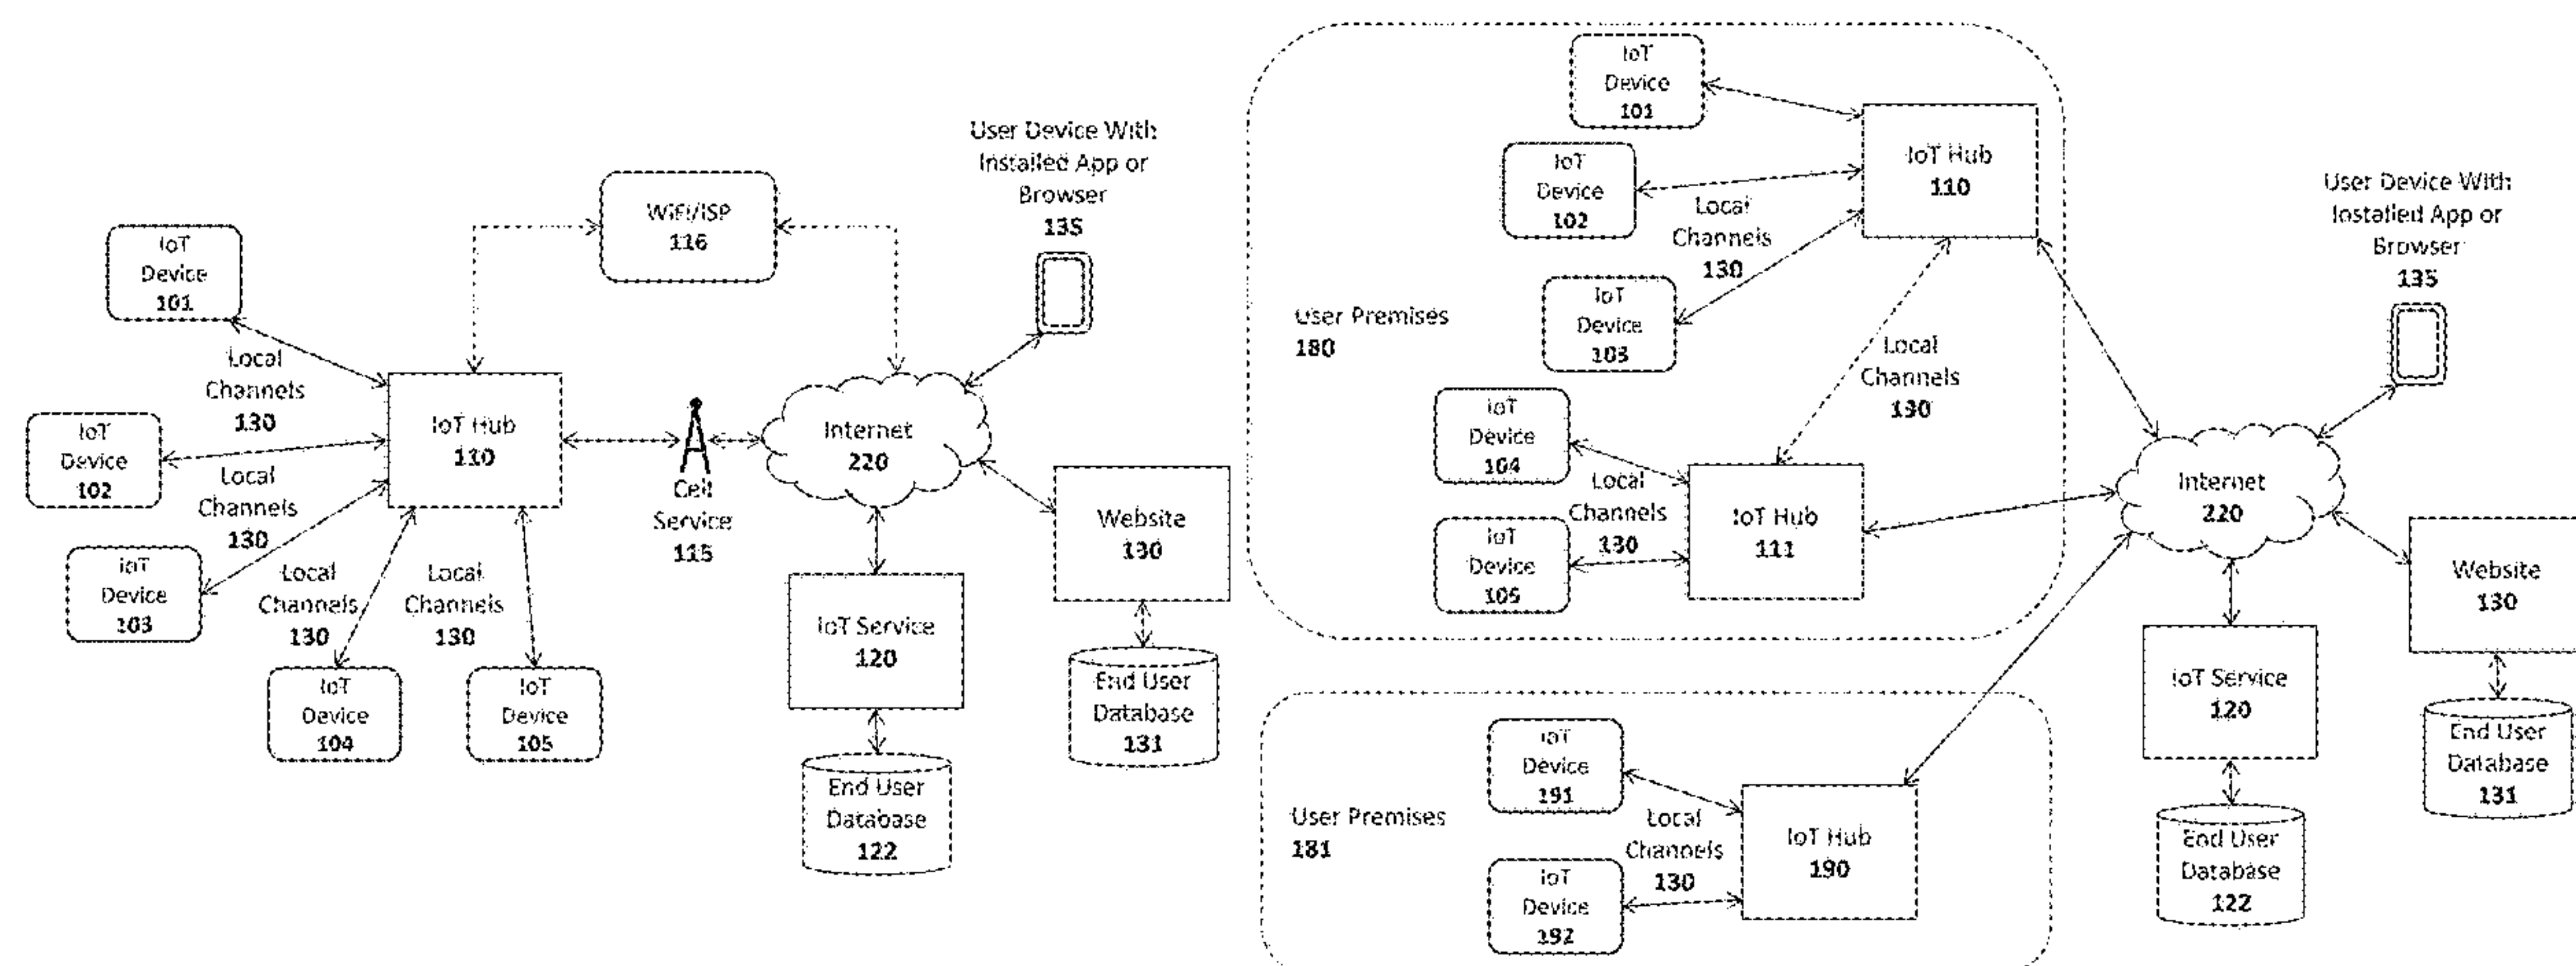 IoT
Device
101
Local
Channels
130
IoT
Device
102
Local
Channels
130
IoT
Device
103
Local
Channels
130
IoT
Device
104
Local
Channels
130
IoT
Device
105
IoT Hub
110
WiFi/ISP
116
Cell
Service
115
Internet
220
User Device With
Installed App or
Browser
135
Website
130
End User
Database
131
IoT Service
120
End User
Database
122
User Premises
180
IoT
Device
101
IoT
Device
102
Local
Channels
130
IoT
Device
103
IoT Hub
110
Local
Channels
130
IoT
Device
104
Local
Channels
130
IoT
Device
105
IoT Hub
111
User Premises
181
IoT
Device
191
Local
Channels
130
IoT
Device
192
IoT Hub
190
User Device With
Installed App or
Browser
135
Internet
220
Website
130
End User
Database
131
IoT Service
120
End User
Database
122